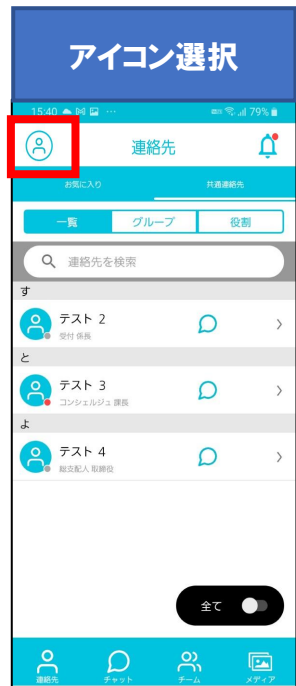 アイコン選択
15:40 79%
連絡先
お気に入り 共通連絡先
一覧 グループ 役割
連絡先を検索
す
テスト 2
受付 係長
と
テスト 3
コンシェルジュ 課長
よ
テスト 4
総支配人 取締役
全て
連絡先 チャット チーム メディア